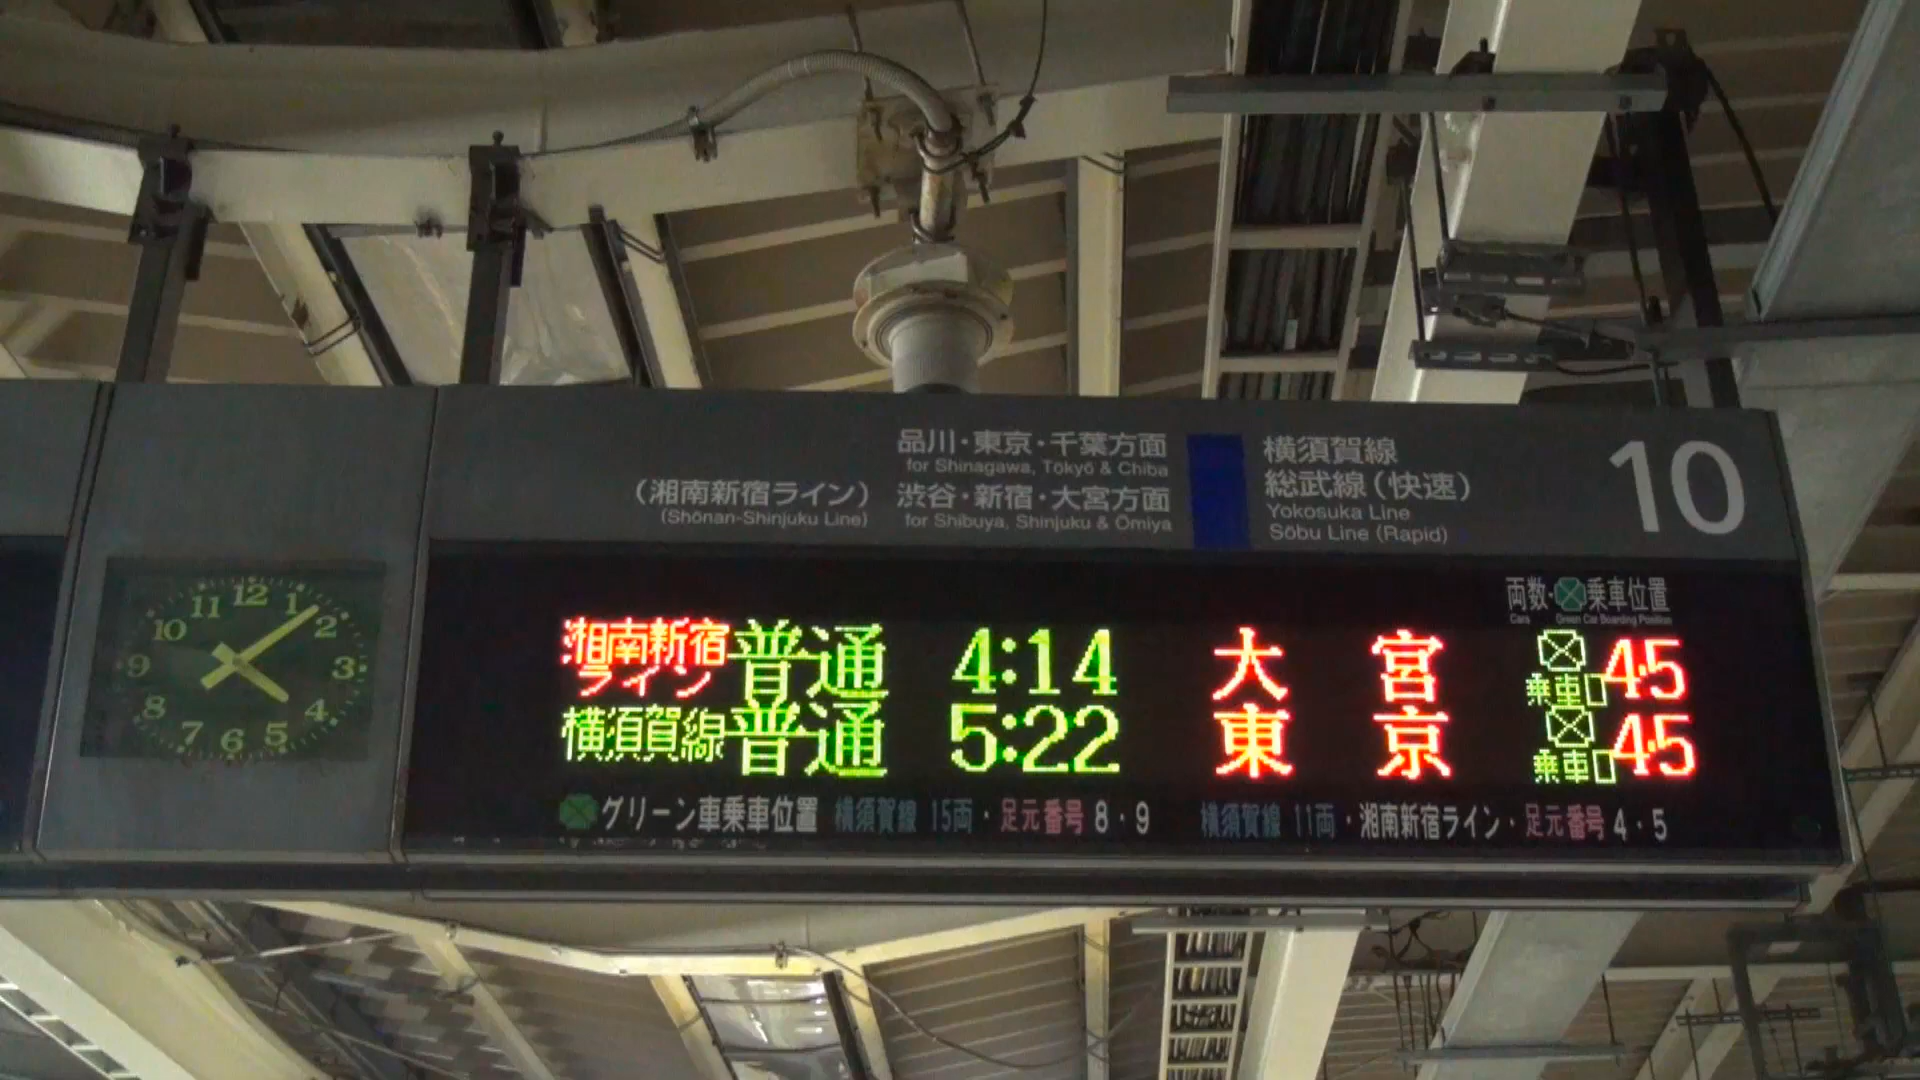 品川・東京・千葉方面
for Shinagawa, Tōkyō & Chiba
(湘南新宿ライン) 渋谷・新宿・大宮方面
(Shōnan-Shinjuku Line) for Shibuya, Shinjuku & Ōmiya
横須賀線
総武線(快速)
Yokosuka Line
Sōbu Line (Rapid)
10
12 1 2 3 4 5 6 7 8 9 10 11
両数・乗車位置
Cars Green Car Boarding Position
湘南新宿ライン 普通 4:14 大宮 乗車口 4・5
横須賀線 普通 5:22 東京 乗車口 4・5
グリーン車乗車位置 横須賀線 15両・足元番号 8・9 横須賀線 11両・湘南新宿ライン・足元番号 4・5